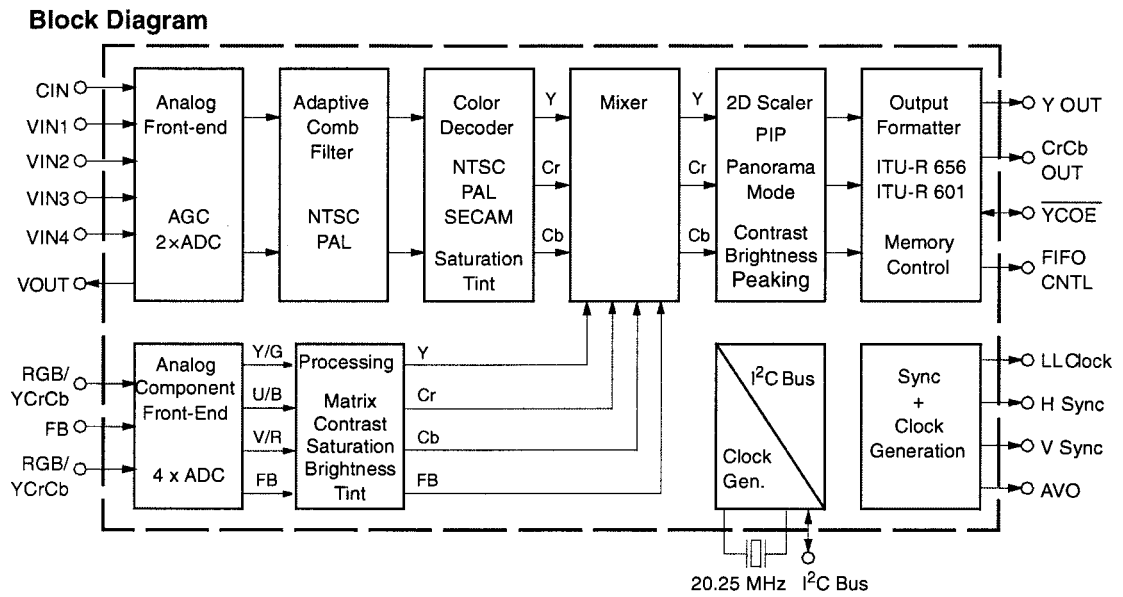 Block Diagram
CIN
VIN1
VIN2
VIN3
VIN4
VOUT
Analog
Front-end
AGC
2×ADC
Adaptive
Comb
Filter
NTSC
PAL
Color
Decoder
NTSC
PAL
SECAM
Saturation
Tint
Y
Cr
Cb
Mixer
Y
Cr
Cb
2D Scaler
PIP
Panorama
Mode
Contrast
Brightness
Peaking
Output
Formatter
ITU-R 656
ITU-R 601
Memory
Control
Y OUT
CrCb
OUT
YCOE
FIFO
CNTL
RGB/
YCrCb
FB
RGB/
YCrCb
Analog
Component
Front-End
4 x ADC
Y/G
U/B
V/R
FB
Processing
Matrix
Contrast
Saturation
Brightness
Tint
Y
Cr
Cb
FB
I²C Bus
Clock
Gen.
Sync
+
Clock
Generation
LLClock
H Sync
V Sync
AVO
20.25 MHz
I²C Bus